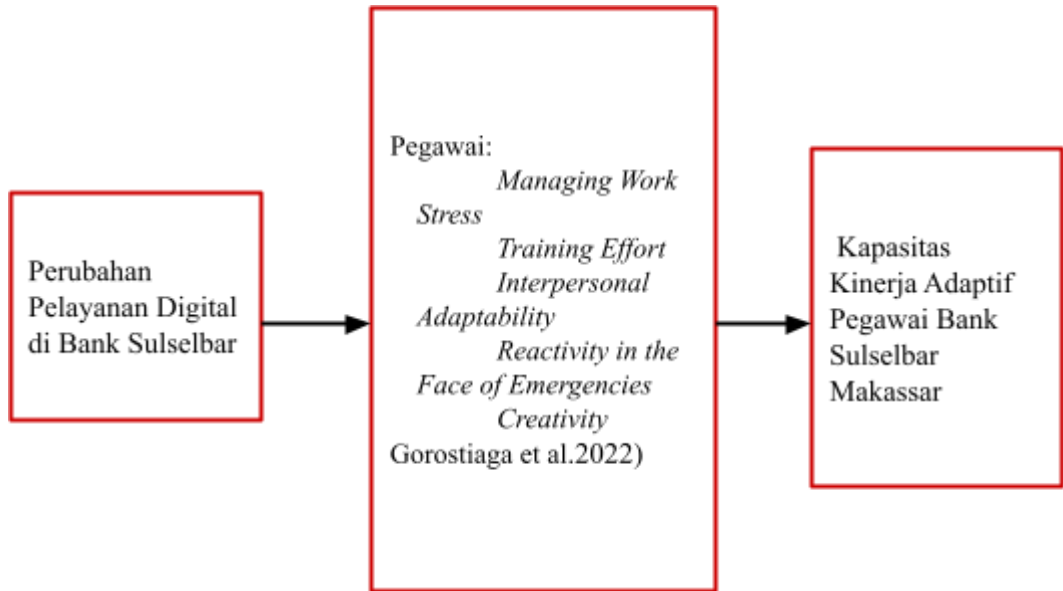 Perubahan
Pelayanan Digital
di Bank Sulselbar
Pegawai:
Managing Work
Stress
Training Effort
Interpersonal
Adaptability
Reactivity in the
Face of Emergencies
Creativity
Gorostiaga et al.2022)
Kapasitas
Kinerja Adaptif
Pegawai Bank
Sulselbar
Makassar